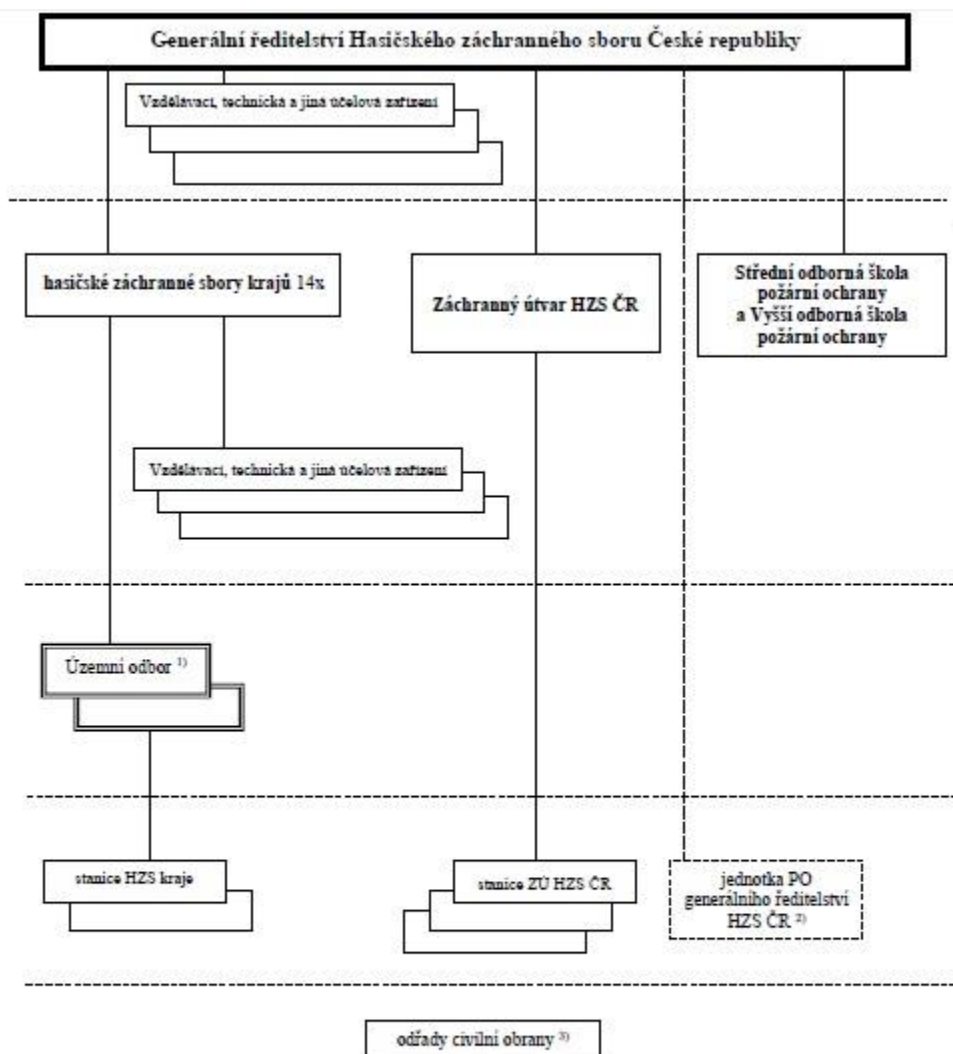 Generální ředitelství Hasičského záchranného sboru České republiky
Vzdělávací, technická a jiná účelová zařízení
hasičské záchranné sbory krajů 14x
Záchranný útvar HZS ČR
Střední odborná škola
požární ochrany
a Vyšší odborná škola
požární ochrany
Vzdělávací, technická a jiná účelová zařízení
Územní odbor 1)
stanice HZS kraje
stanice ZÚ HZS ČR
jednotka PO
generálního ředitelství
HZS ČR 2)
odřady civilní obrany 3)